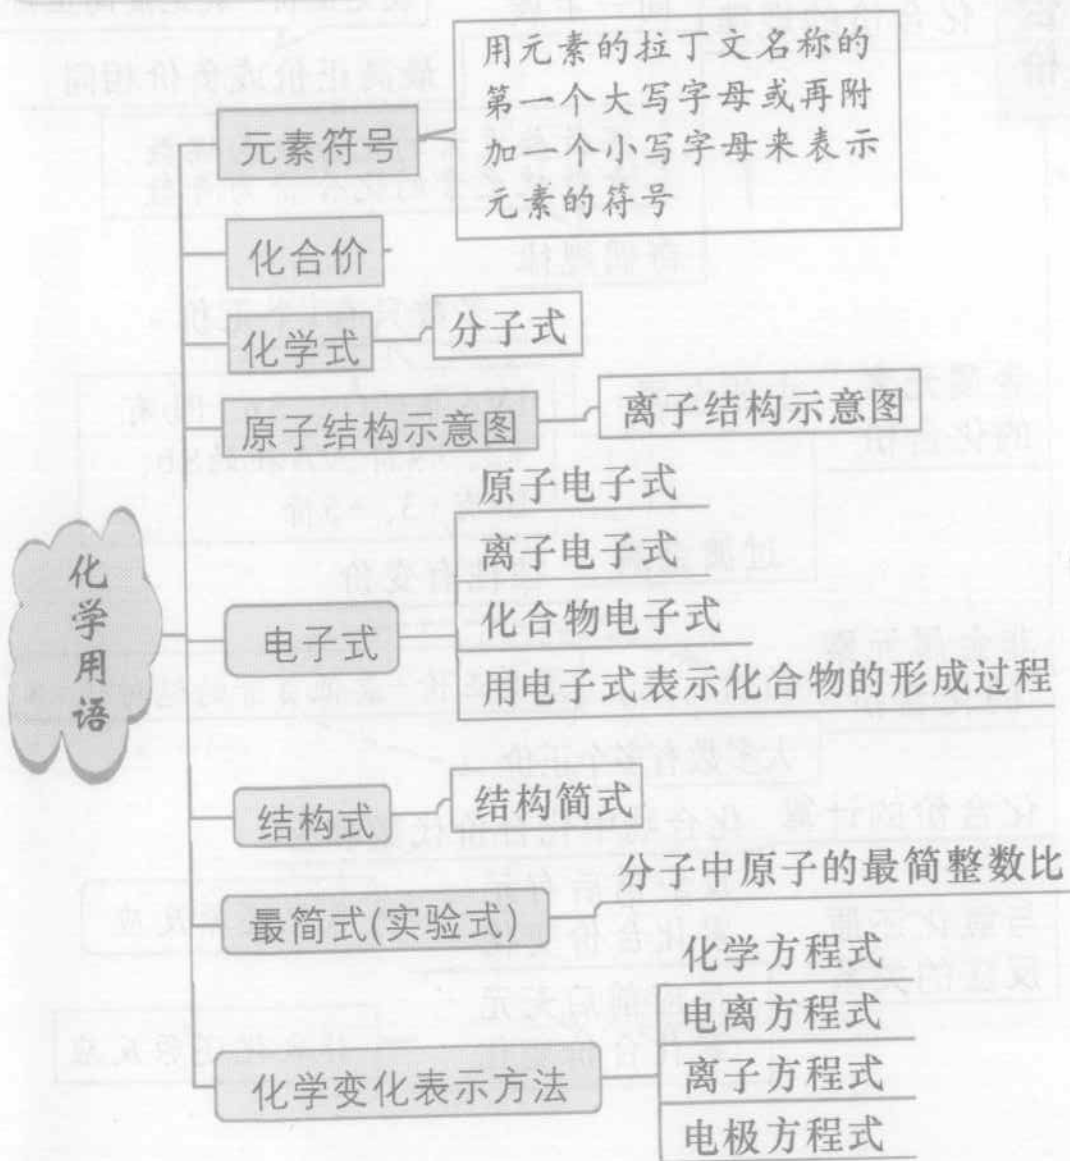 用元素的拉丁文名称的
第一个大写字母或再附
加一个小写字母来表示
元素的符号
元素符号
化合价
化学式
分子式
原子结构示意图
离子结构示意图
化
学
用
语
电子式
原子电子式
离子电子式
化合物电子式
用电子式表示化合物的形成过程
结构式
结构简式
最简式(实验式)
分子中原子的最简整数比
化学变化表示方法
化学方程式
电离方程式
离子方程式
电极方程式